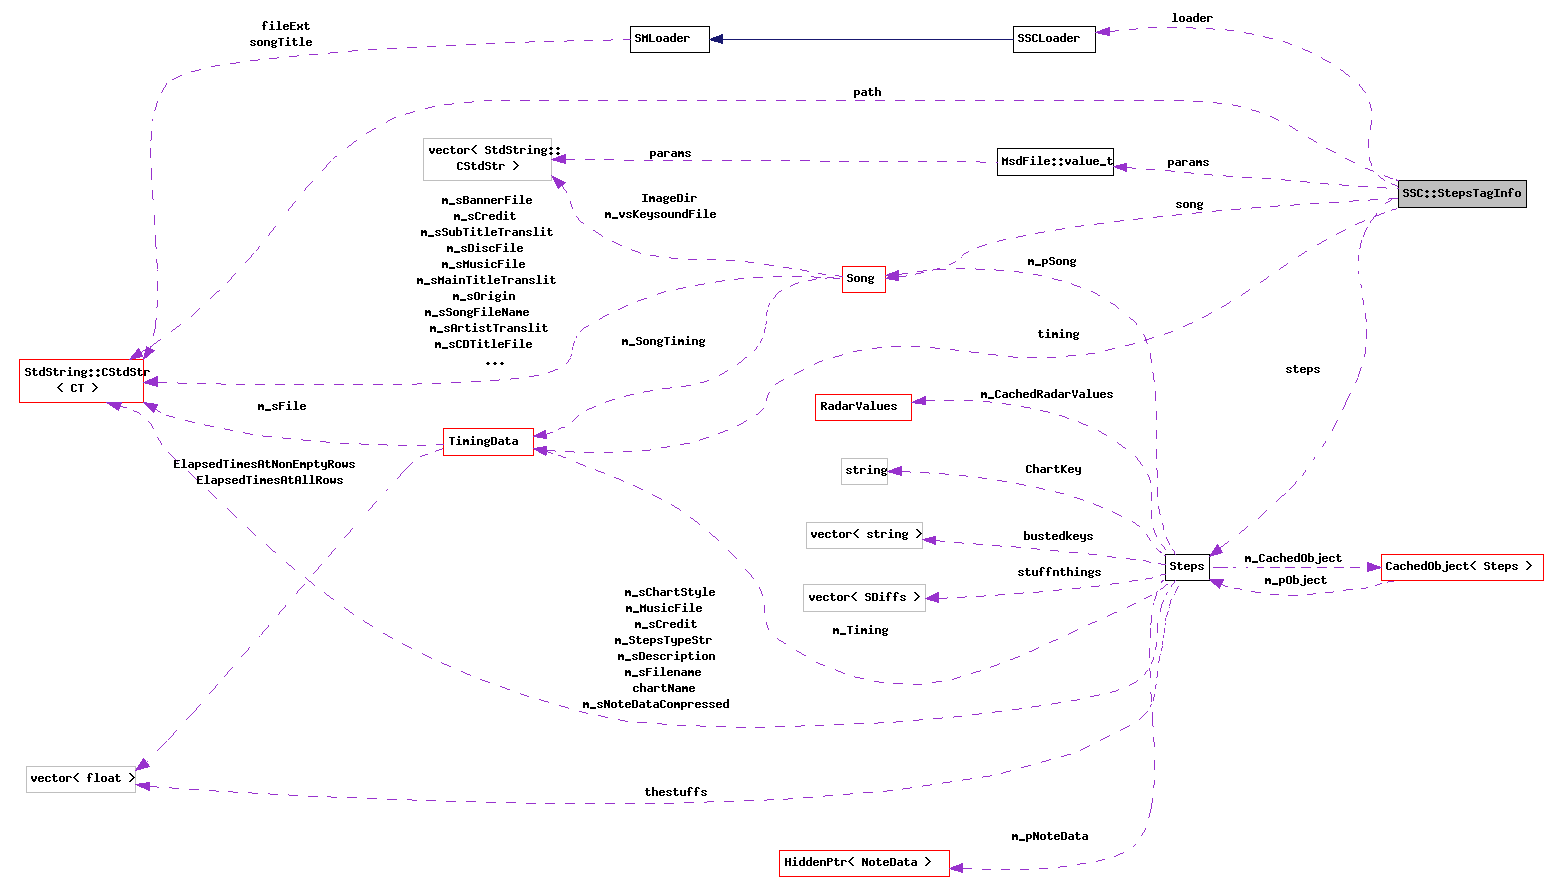 fileExt
songTitle
SMLoader
SSCLoader
loader
path
vector< StdString::
CStdStr >
params
MsdFile::value_t
params
SSC::StepsTagInfo
ImageDir
m_vsKeysoundFile
song
m_sBannerFile
m_sCredit
m_sSubTitleTranslit
m_sDiscFile
m_sMusicFile
m_sMainTitleTranslit
m_sOrigin
m_sSongFileName
m_sArtistTranslit
m_sCDTitleFile
...
Song
m_pSong
m_SongTiming
timing
StdString::CStdStr
< CT >
steps
m_sFile
RadarValues
m_CachedRadarValues
TimingData
ElapsedTimesAtNonEmptyRows
ElapsedTimesAtAllRows
string
ChartKey
vector< string >
bustedkeys
Steps
m_CachedObject
CachedObject< Steps >
m_pObject
stuffnthings
vector< SDiffs >
m_sChartStyle
m_MusicFile
m_sCredit
m_StepsTypeStr
m_sDescription
m_sFilename
chartName
m_sNoteDataCompressed
m_Timing
vector< float >
thestuffs
m_pNoteData
HiddenPtr< NoteData >